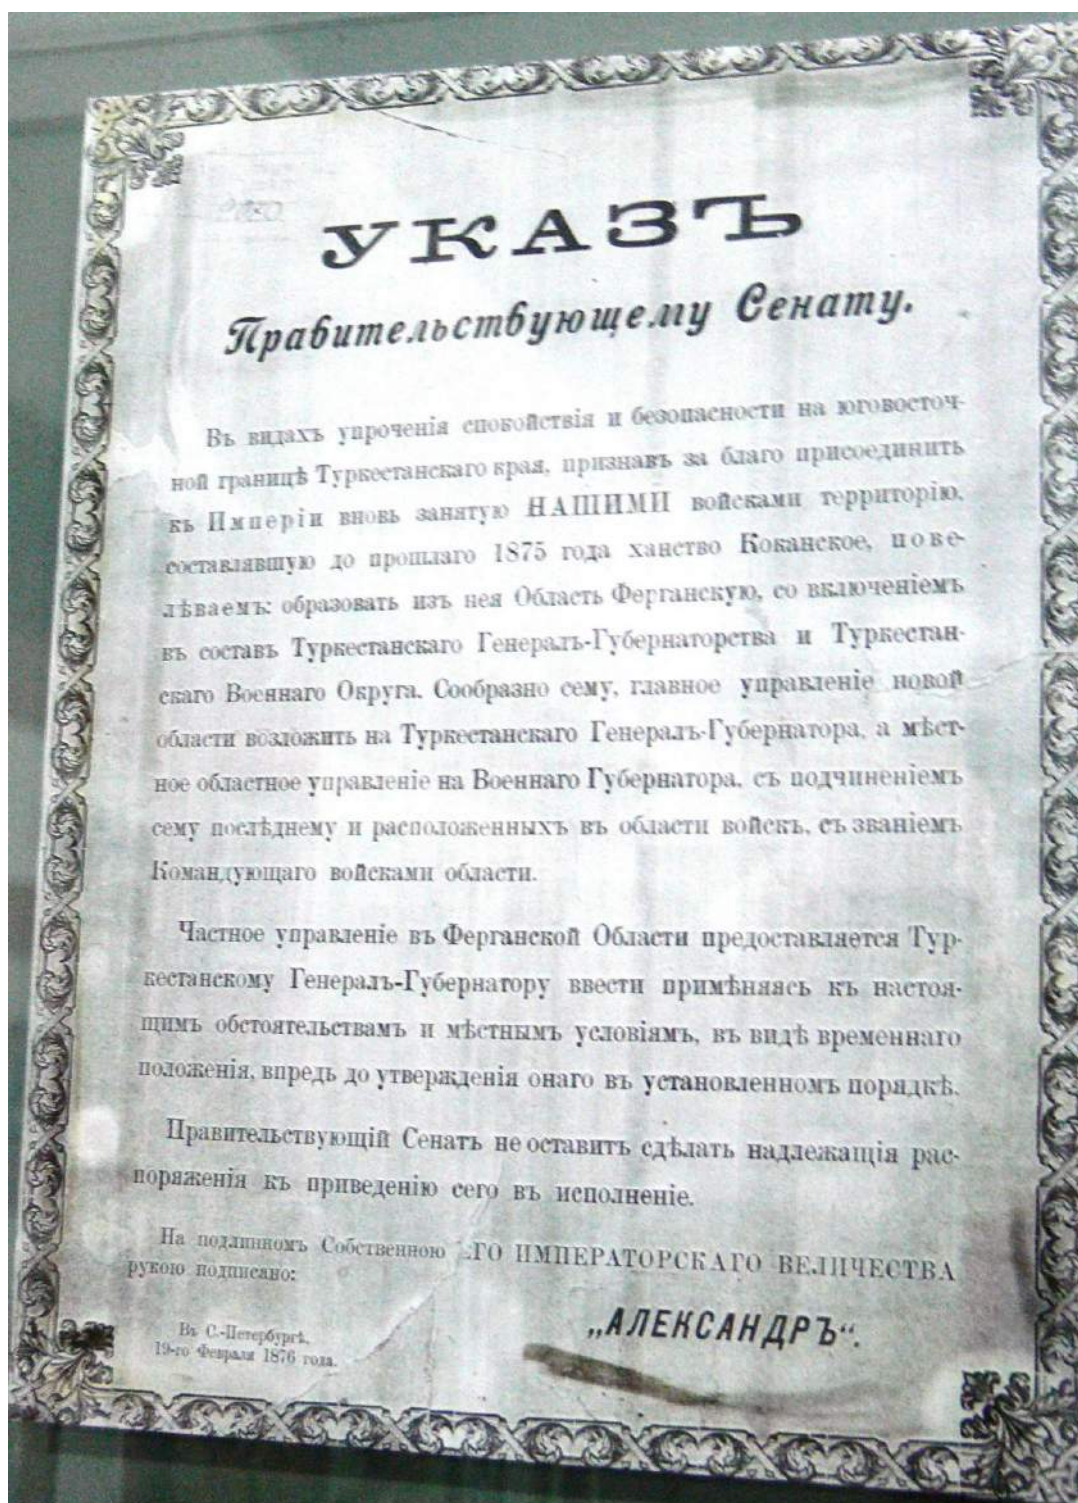 УКАЗЪ
Правительствующему Сенату.
Въ видахъ упроченія спокойствія и безопасности на юговосточ-
ной границѣ Туркестанскаго края, признавъ за благо присоединить
къ Имперіи вновь занятую НАШИМИ войсками территорію,
составлявшую до прошлаго 1875 года ханство Коканское, пове-
лѣваемъ: образовать изъ нея Область Ферганскую, со включеніемъ
въ составъ Туркестанскаго Генералъ-Губернаторства и Туркестан-
скаго Военнаго Округа. Сообразно сему, главное управленіе новой
области возложить на Туркестанскаго Генералъ-Губернатора, а мѣст-
ное областное управленіе на Военнаго Губернатора, съ подчиненіемъ
сему послѣднему и расположенныхъ въ области войскъ, съ званіемъ
Командующаго войсками области.
Частное управленіе въ Ферганской Области предоставляется Тур-
кестанскому Генералъ-Губернатору ввести примѣняясь къ настоя-
щимъ обстоятельствамъ и мѣстнымъ условіямъ, въ видѣ временнаго
положенія, впредь до утвержденія онаго въ установленномъ порядкѣ.
Правительствующій Сенатъ не оставитъ сдѣлать надлежащія рас-
поряженія къ приведенію сего въ исполненіе.
На подлинномъ Собственною ЕГО ИМПЕРАТОРСКАГО ВЕЛИЧЕСТВА
рукою подписано:
„АЛЕКСАНДРЪ“.
Въ С.-Петербургѣ,
19-го Февраля 1876 года.